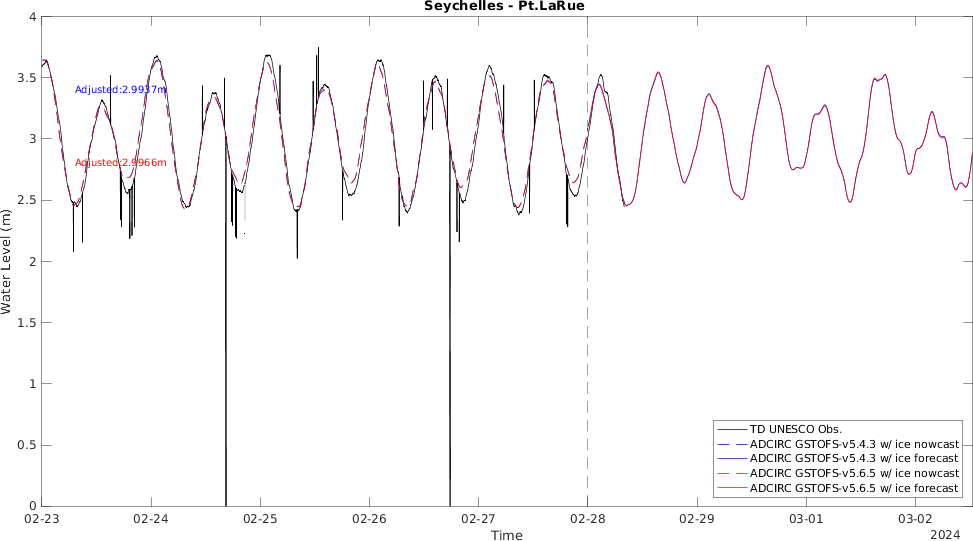 Seychelles - Pt.LaRue
4
3.5
3
2.5
2
1.5
1
0.5
0
Water Level (m)
Adjusted:2.9937m
Adjusted:2.9966m
TD UNESCO Obs.
ADCIRC GSTOFS-v5.4.3 w/ ice nowcast
ADCIRC GSTOFS-v5.4.3 w/ ice forecast
ADCIRC GSTOFS-v5.6.5 w/ ice nowcast
ADCIRC GSTOFS-v5.6.5 w/ ice forecast
02-23 02-24 02-25 02-26 02-27 02-28 02-29 03-01 03-02
Time
2024